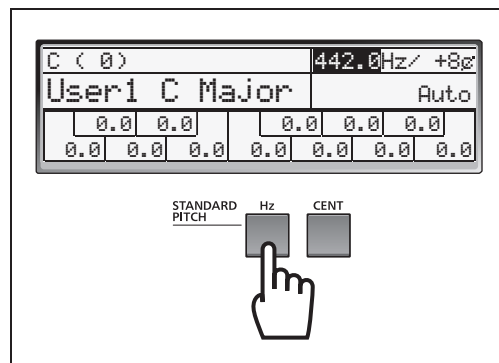 C ( 0) 442.0Hz/ +8¢
User1 C Major Auto
0.0 0.0 0.0 0.0 0.0
0.0 0.0 0.0 0.0 0.0 0.0 0.0
STANDARD PITCH Hz CENT